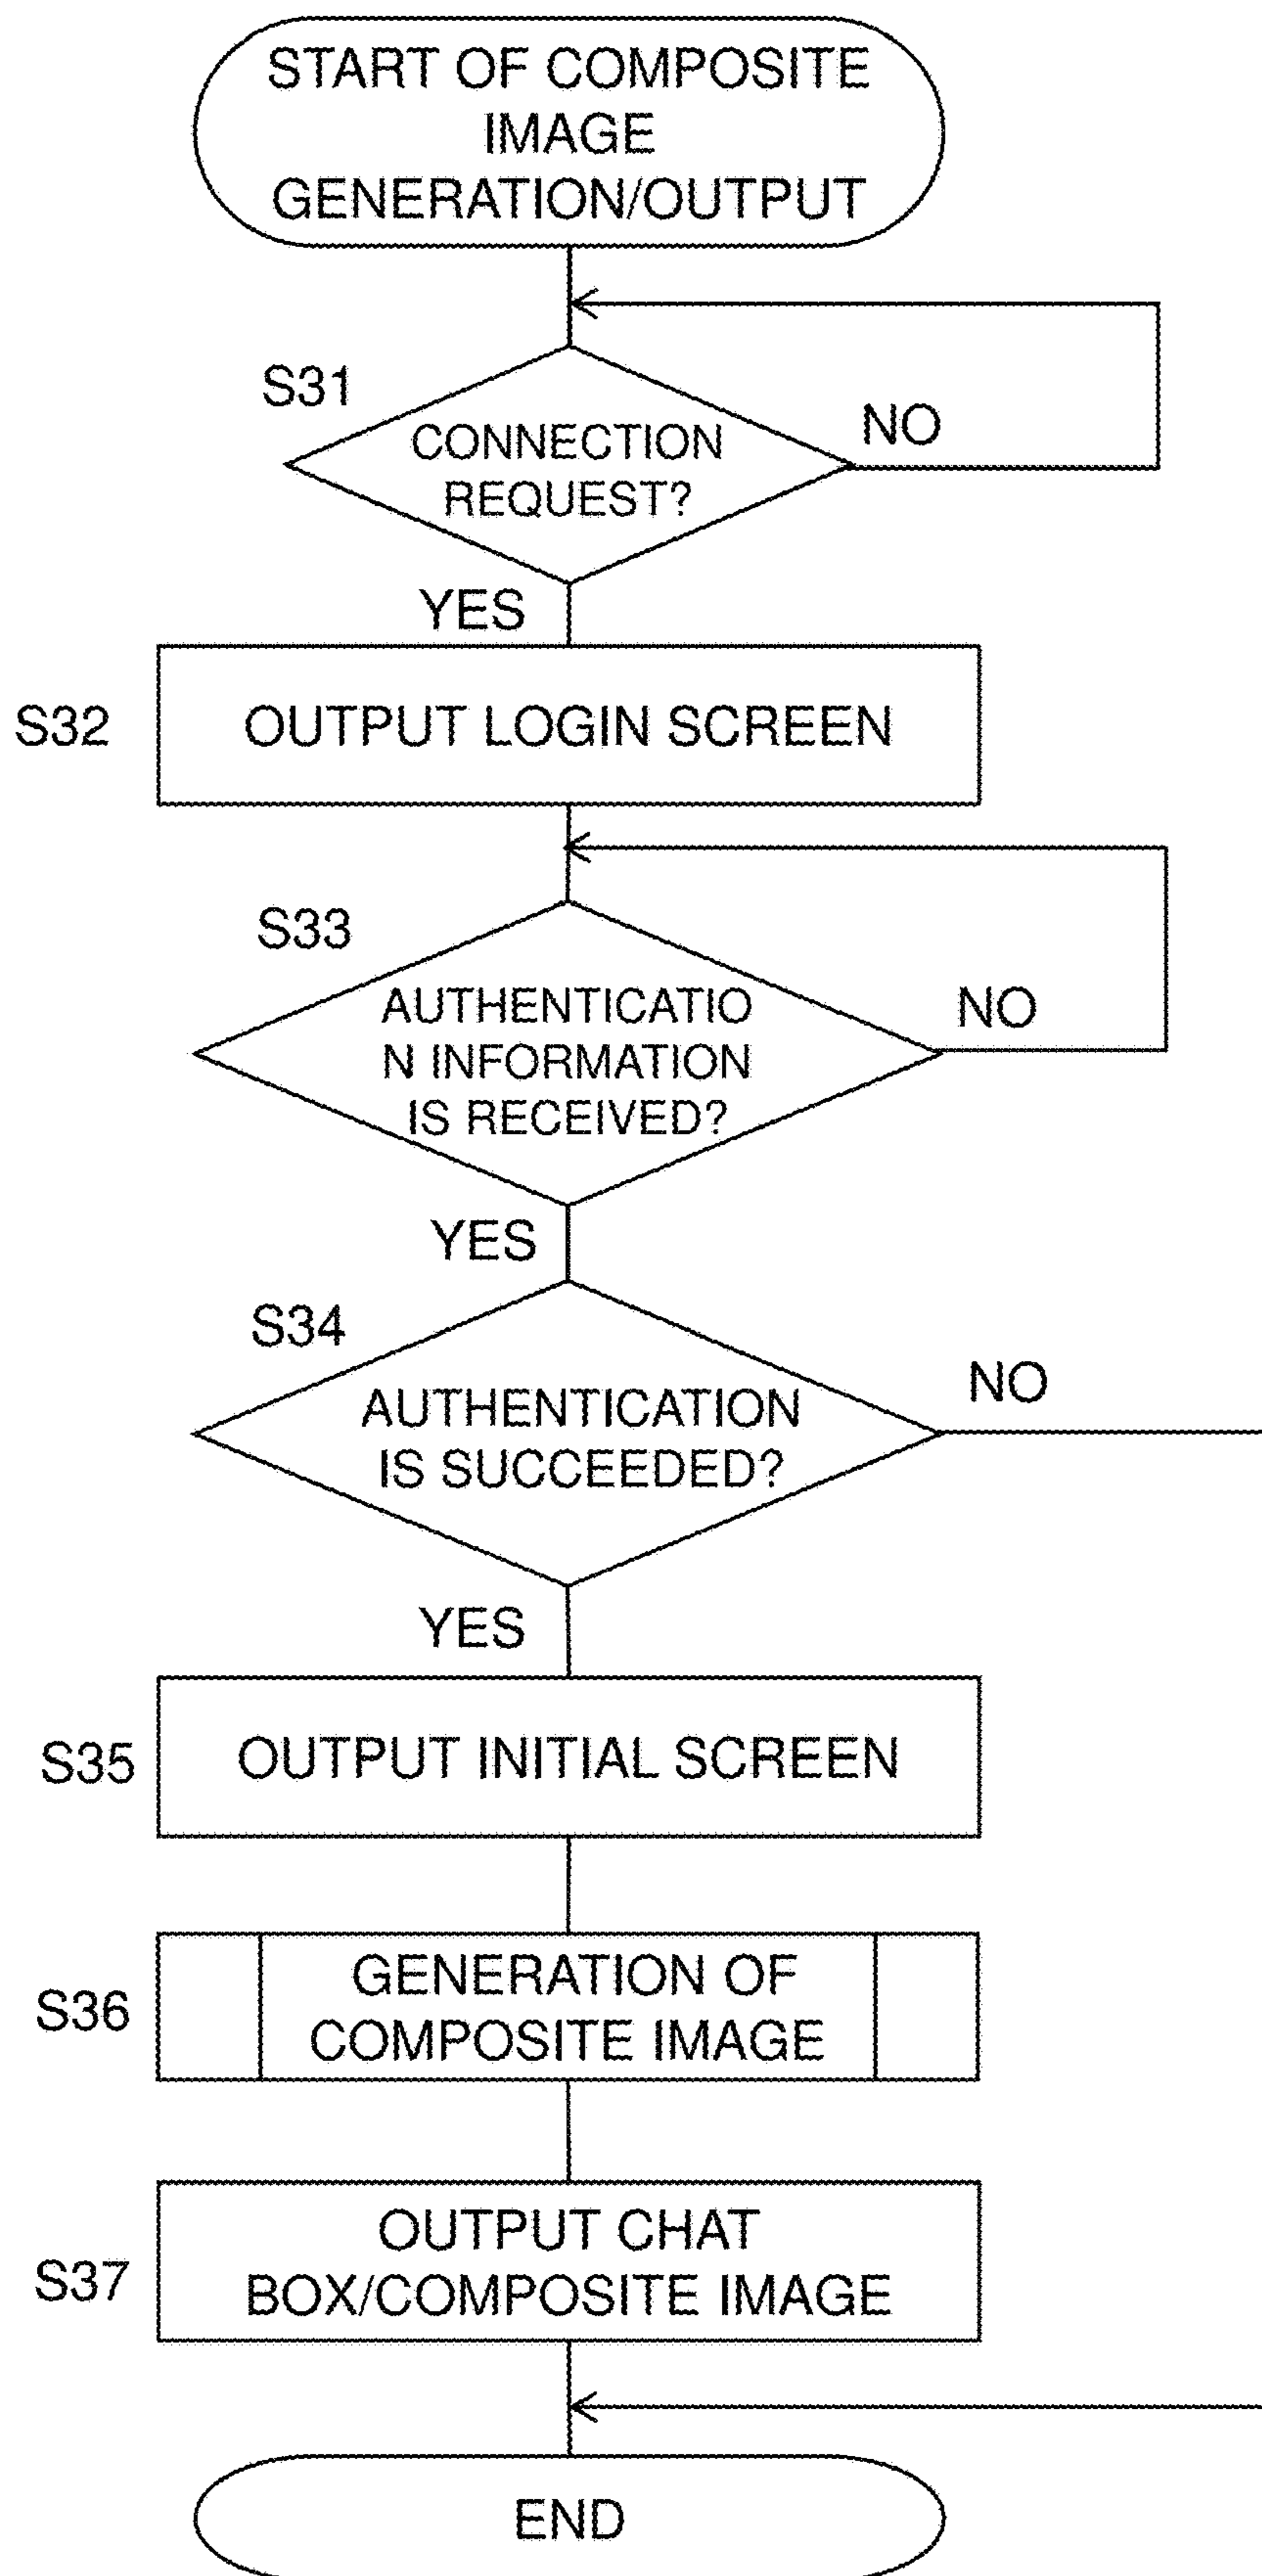 START OF COMPOSITE
IMAGE
GENERATION/OUTPUT
S31
CONNECTION
REQUEST?
NO
YES
S32
OUTPUT LOGIN SCREEN
S33
AUTHENTICATIO
N INFORMATION
IS RECEIVED?
NO
YES
S34
AUTHENTICATION
IS SUCCEEDED?
NO
YES
S35
OUTPUT INITIAL SCREEN
S36
GENERATION OF
COMPOSITE IMAGE
S37
OUTPUT CHAT
BOX/COMPOSITE IMAGE
END